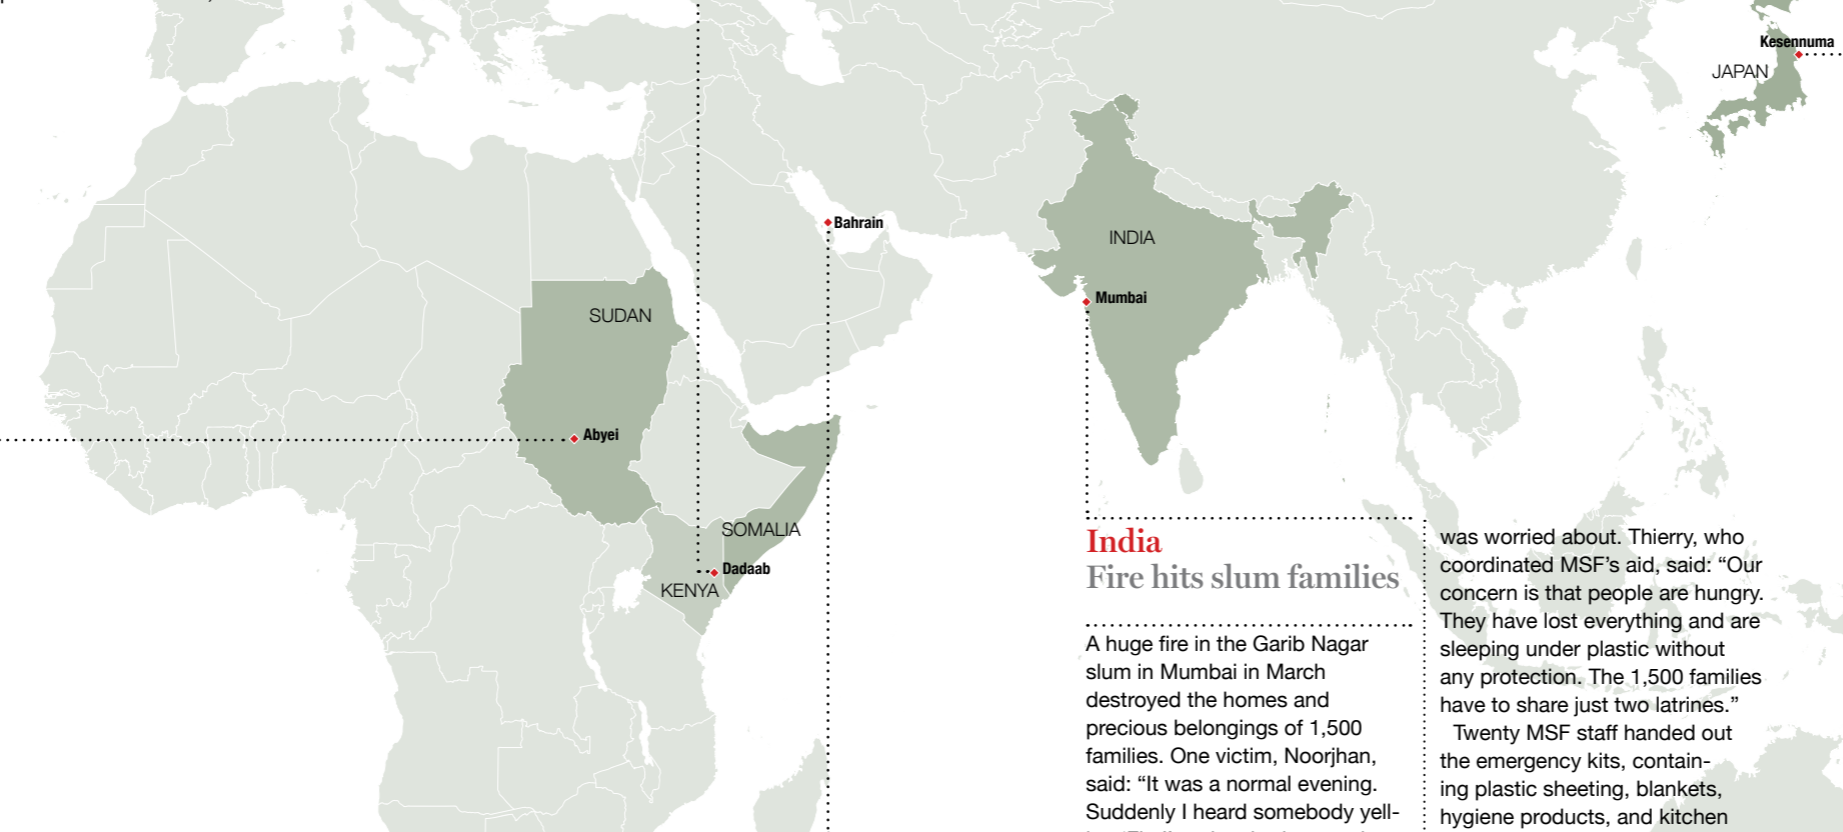 Kesennuma
JAPAN
Bahrain
INDIA
Mumbai
SUDAN
Abyei
SOMALIA
Dadaab
KENYA
India
Fire hits slum families
A huge fire in the Garib Nagar
slum in Mumbai in March
destroyed the homes and
precious belongings of 1,500
families. One victim, Noorjhan,
said: “It was a normal evening.
Suddenly I heard somebody yell-
was worried about. Thierry, who
coordinated MSF’s aid, said: “Our
concern is that people are hungry.
They have lost everything and are
sleeping under plastic without
any protection. The 1,500 families
have to share just two latrines.”
Twenty MSF staff handed out
the emergency kits, contain-
ing plastic sheeting, blankets,
hygiene products, and kitchen